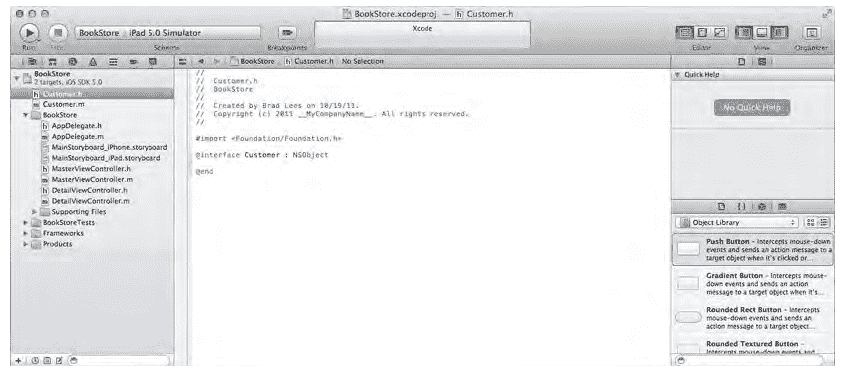 BookStore.xcodeproj — Customer.h
Run
BookStore
iPad 5.0 Simulator
Scheme
Breakpoints
Xcode
Editor
View
Organizer
BookStore
2 targets, iOS SDK 5.0
Customer.h
Customer.m
BookStore
AppDelegate.h
AppDelegate.m
MainStoryboard_iPhone.storyboard
MainStoryboard_iPad.storyboard
MasterViewController.h
MasterViewController.m
DetailViewController.h
DetailViewController.m
Supporting Files
BookStoreTests
Frameworks
Products
BookStore
Customer.h
No Selection
//
// Customer.h
// BookStore
//
// Created by Brad Lees on 10/19/11.
// Copyright (c) 2011 __MyCompanyName__. All rights reserved.
//
#import <Foundation/Foundation.h>
@interface Customer : NSObject
@end
Quick Help
No Quick Help
Object Library
Push Button - Intercepts mouse-down
events and sends an action message to a
target object when it's clicked or...
Gradient Button - Intercepts mouse-
down events and sends an action
message to a target object when it's...
Rounded Rect Button - Intercepts
mouse-down events and sends an
action message to a target object...
Rounded Textured Button -
Intercepts mouse-down events and